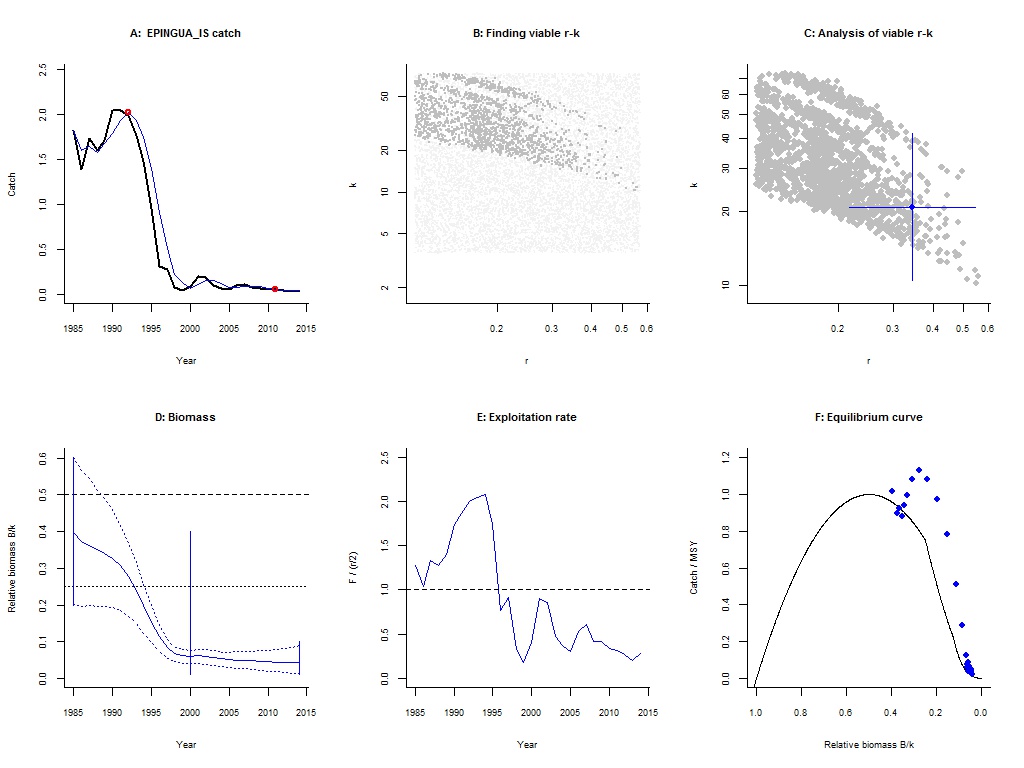 A:  EPINGUA_IS catch
Catch
2.5
2.0
1.5
1.0
0.5
0.0
1985 1990 1995 2000 2005 2010 2015
Year
B: Finding viable r-k
k
50
20
10
5
2
0.2 0.3 0.4 0.5 0.6
r
C: Analysis of viable r-k
k
60
50
40
30
20
10
0.2 0.3 0.4 0.5 0.6
r
D: Biomass
Relative biomass B/k
0.6
0.5
0.4
0.3
0.2
0.1
0.0
1985 1990 1995 2000 2005 2010 2015
Year
E: Exploitation rate
F / (r/2)
2.5
2.0
1.5
1.0
0.5
0.0
1985 1990 1995 2000 2005 2010 2015
Year
F: Equilibrium curve
Catch / MSY
1.2
1.0
0.8
0.6
0.4
0.2
0.0
1.0 0.8 0.6 0.4 0.2 0.0
Relative biomass B/k